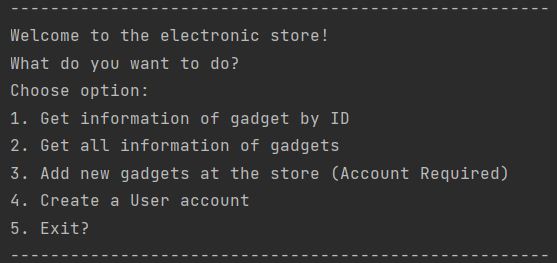 ------------------------------------------------------
Welcome to the electronic store!
What do you want to do?
Choose option:
1. Get information of gadget by ID
2. Get all information of gadgets
3. Add new gadgets at the store (Account Required)
4. Create a User account
5. Exit?
------------------------------------------------------